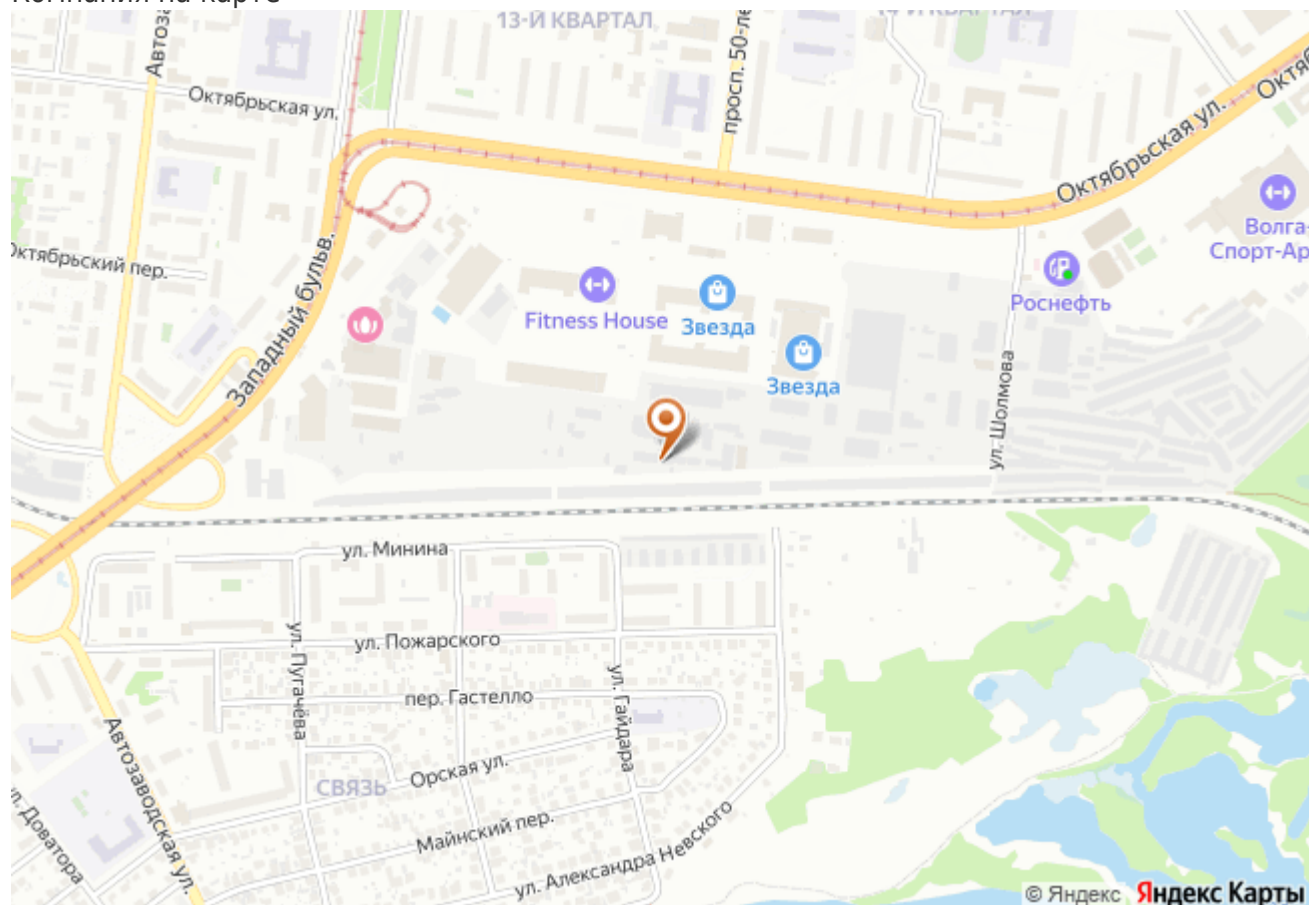 13-Й КВАРТАЛ
Автоза
просп. 50-ле
Октябрьская ул.
Октябрьская ул.
Октяб
Волга-
Спорт-Ар
Октябрьский пер.
Западный бульв.
Fitness House
Звезда
Роснефть
Звезда
ул. Шолмова
ул. Минина
ул. Пожарского
ул. Пугачёва
пер. Гастелло
ул. Гайдара
Автозаводская ул.
СВЯЗЬ
Орская ул.
Майнский пер.
ул. Доватора
ул. Александра Невского
© Яндекс Яндекс Карты